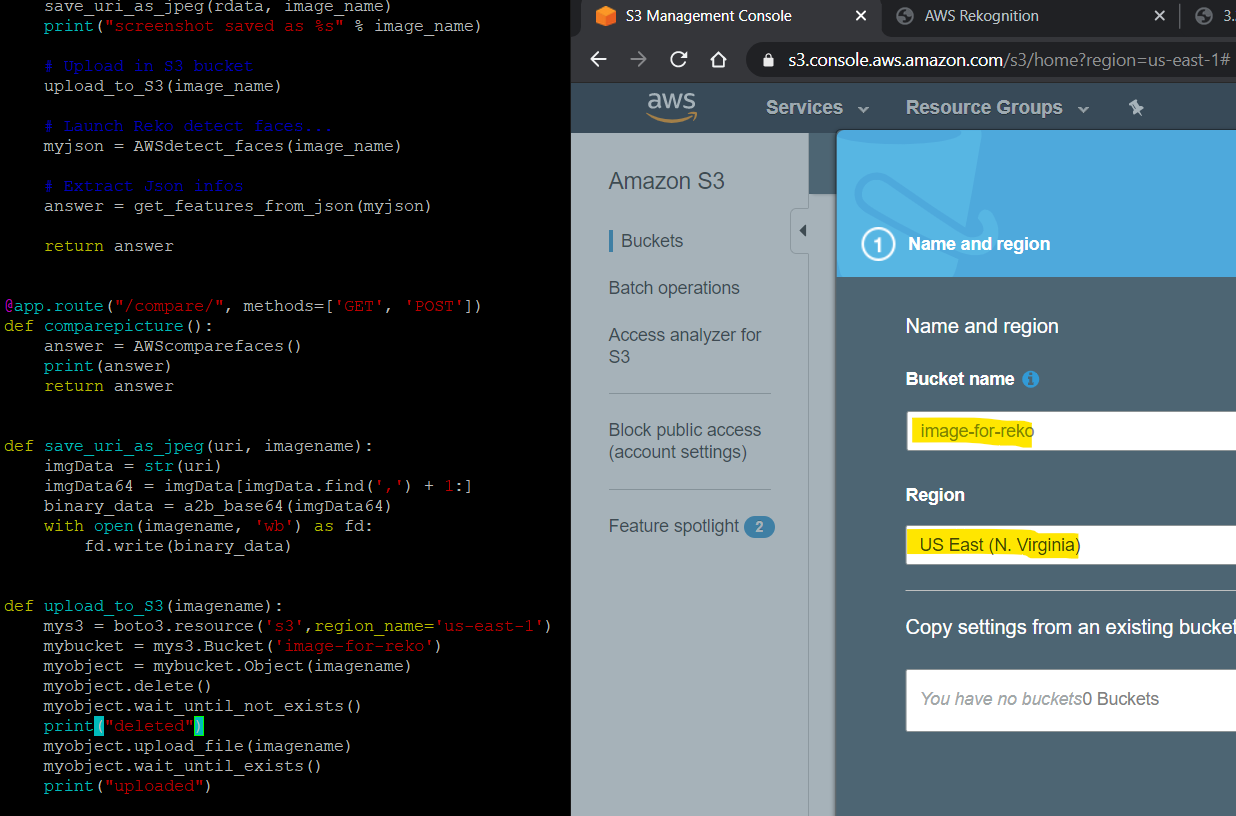 save_uri_as_jpeg(rdata, image_name)
print("screenshot saved as %s" % image_name)
# Upload in S3 bucket
upload_to_S3(image_name)
# Launch Reko detect faces...
myjson = AWSdetect_faces(image_name)
# Extract Json infos
answer = get_features_from_json(myjson)
return answer
@app.route("/compare/", methods=['GET', 'POST'])
def comparepicture():
answer = AWScomparefaces()
print(answer)
return answer
def save_uri_as_jpeg(uri, imagename):
imgData = str(uri)
imgData64 = imgData[imgData.find(',') + 1:]
binary_data = a2b_base64(imgData64)
with open(imagename, 'wb') as fd:
fd.write(binary_data)
def upload_to_S3(imagename):
mys3 = boto3.resource('s3',region_name='us-east-1')
mybucket = mys3.Bucket('image-for-reko')
myobject = mybucket.Object(imagename)
myobject.delete()
myobject.wait_until_not_exists()
print("deleted")
myobject.upload_file(imagename)
myobject.wait_until_exists()
print("uploaded")
S3 Management Console
AWS Rekognition
3..
s3.console.aws.amazon.com/s3/home?region=us-east-1#
aws
Services
Resource Groups
Amazon S3
Buckets
Batch operations
Access analyzer for
S3
Block public access
(account settings)
Feature spotlight 2
1 Name and region
Name and region
Bucket name i
image-for-reko
Region
US East (N. Virginia)
Copy settings from an existing bucket
You have no buckets0 Buckets